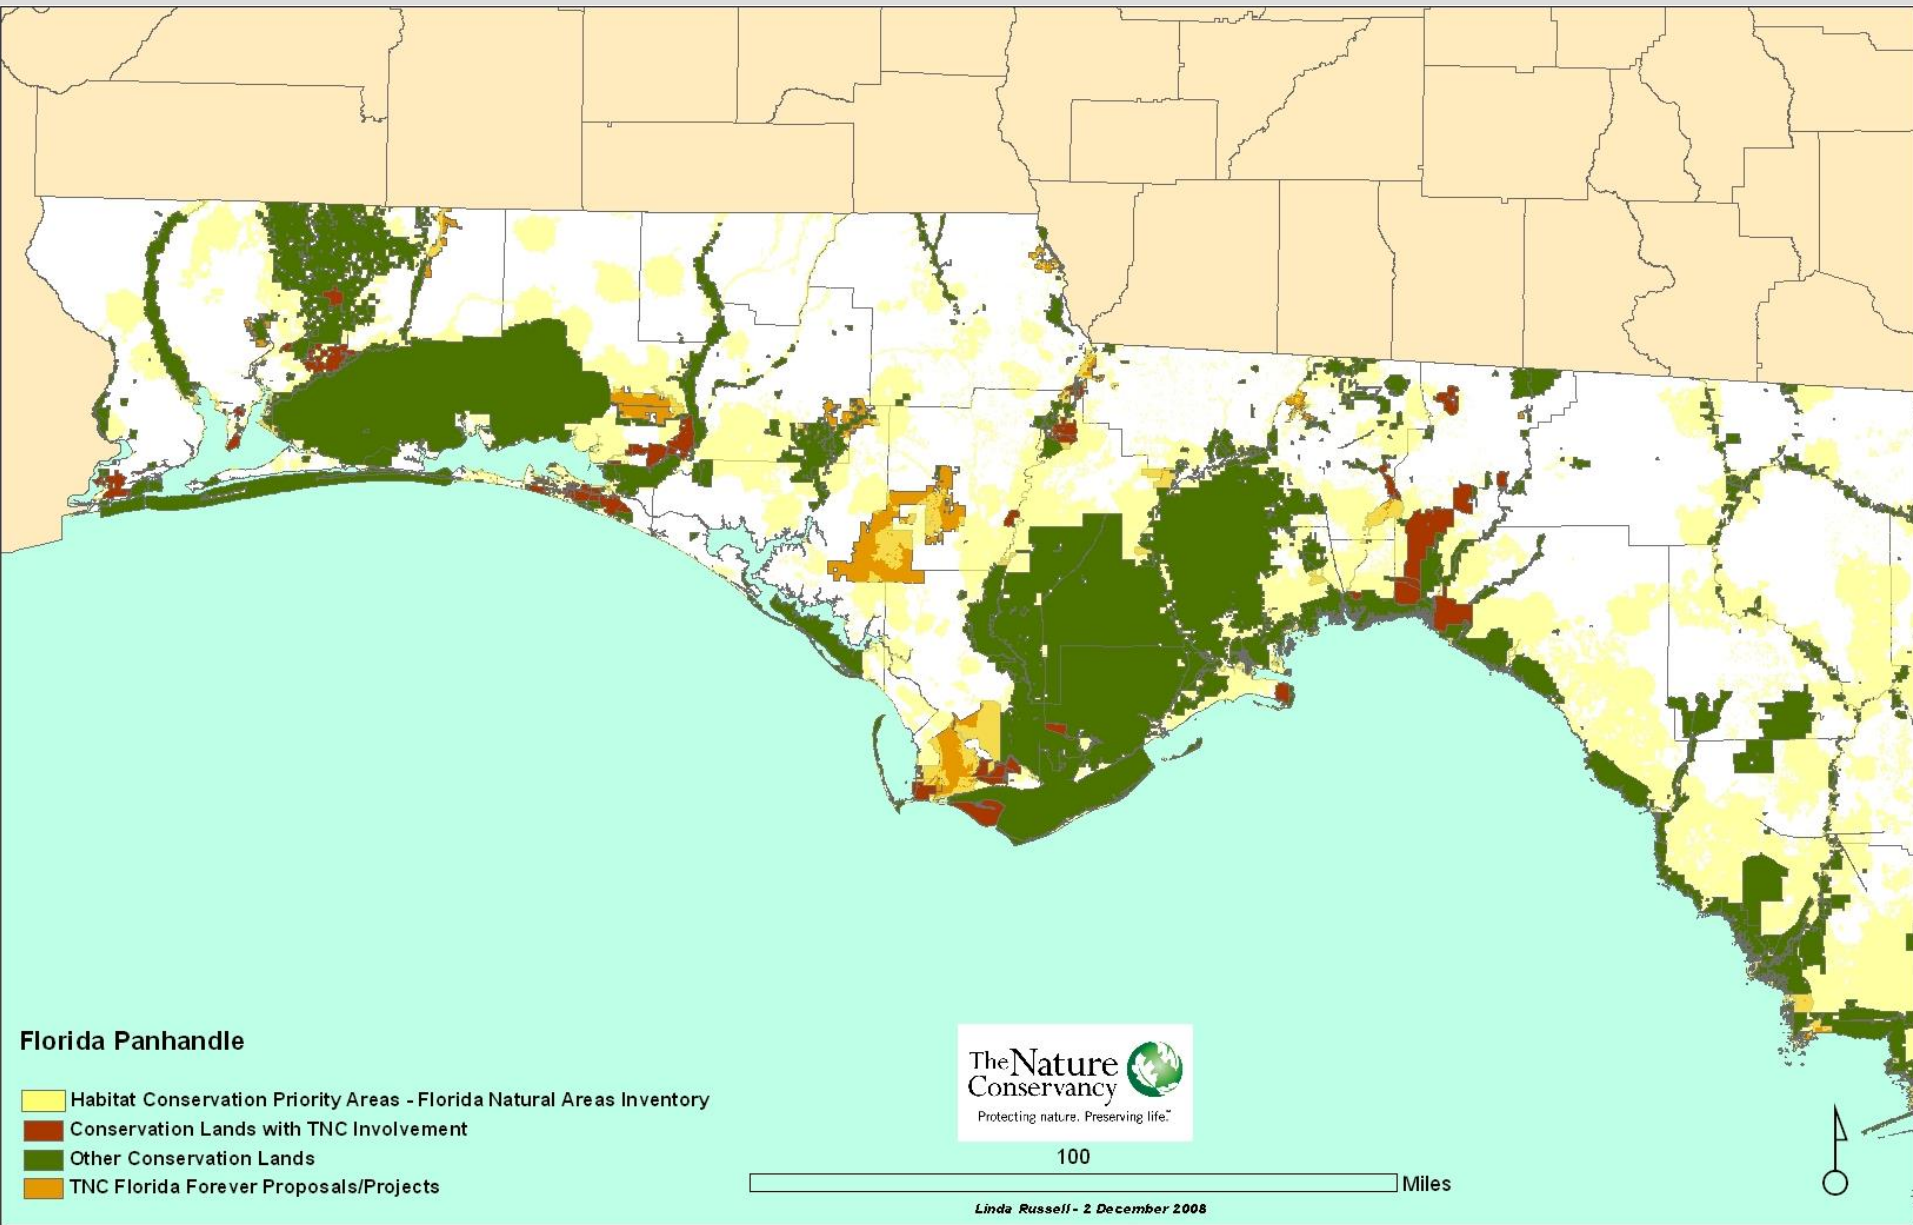 Florida Panhandle
Habitat Conservation Priority Areas - Florida Natural Areas Inventory
Conservation Lands with TNC Involvement
Other Conservation Lands
TNC Florida Forever Proposals/Projects
The Nature
Conservancy
Protecting nature. Preserving life.℠
100
Miles
Linda Russell - 2 December 2008